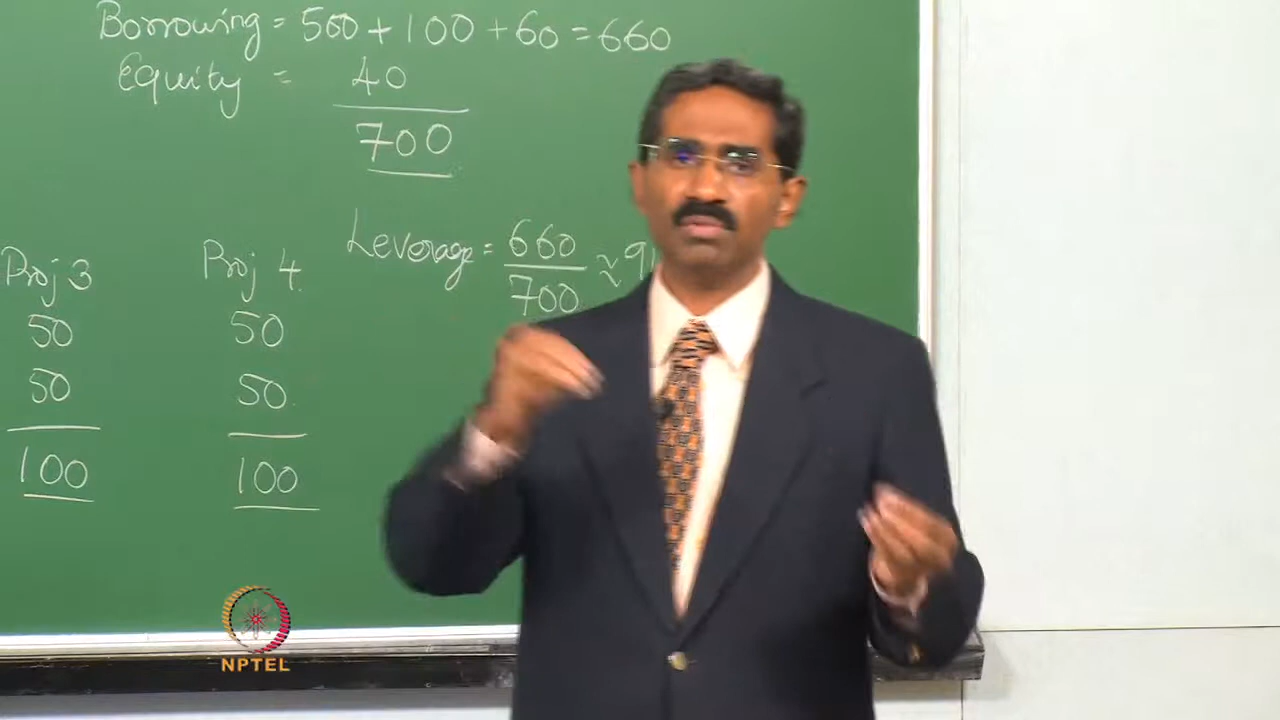 Borrowing = 500 + 100 + 60 = 660
Equity = 40
700
Leverage = 660/700 ≈ 9
Proj 3 Proj 4
50 50
50 50
100 100
NPTEL